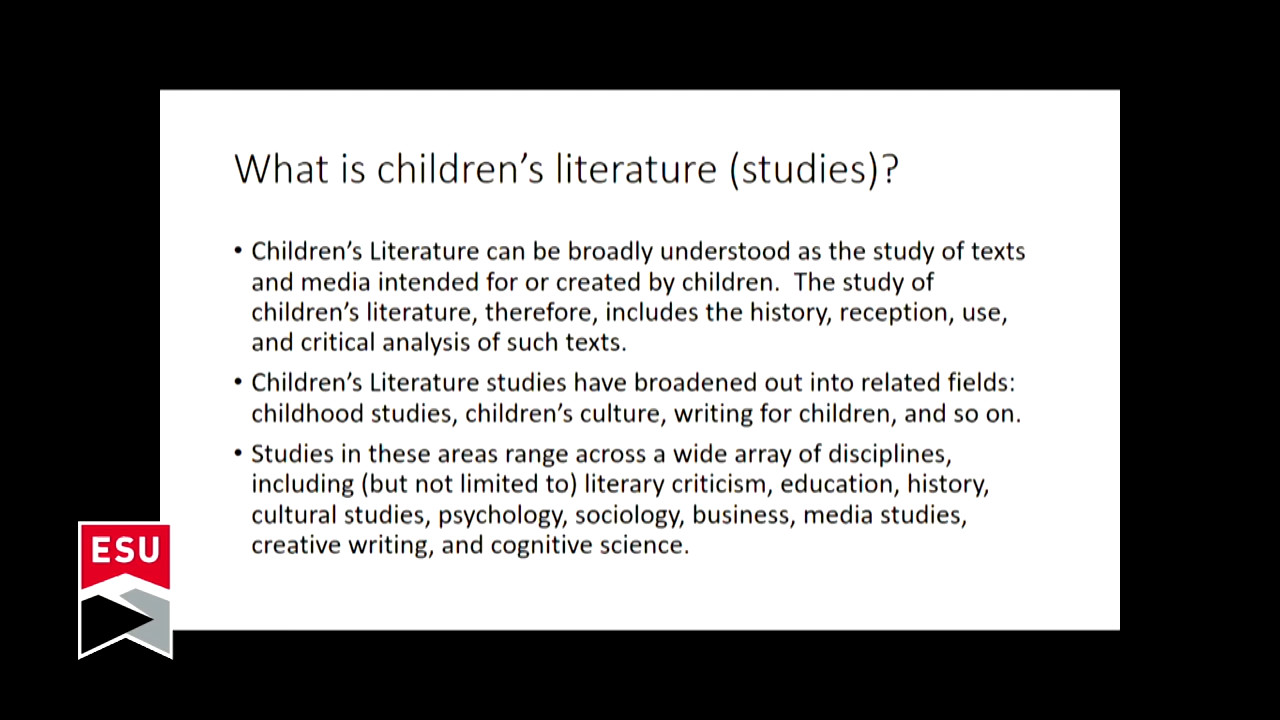 What is children’s literature (studies)?
• Children’s Literature can be broadly understood as the study of texts
and media intended for or created by children.  The study of
children’s literature, therefore, includes the history, reception, use,
and critical analysis of such texts.
• Children’s Literature studies have broadened out into related fields:
childhood studies, children’s culture, writing for children, and so on.
• Studies in these areas range across a wide array of disciplines,
including (but not limited to) literary criticism, education, history,
cultural studies, psychology, sociology, business, media studies,
creative writing, and cognitive science.
ESU